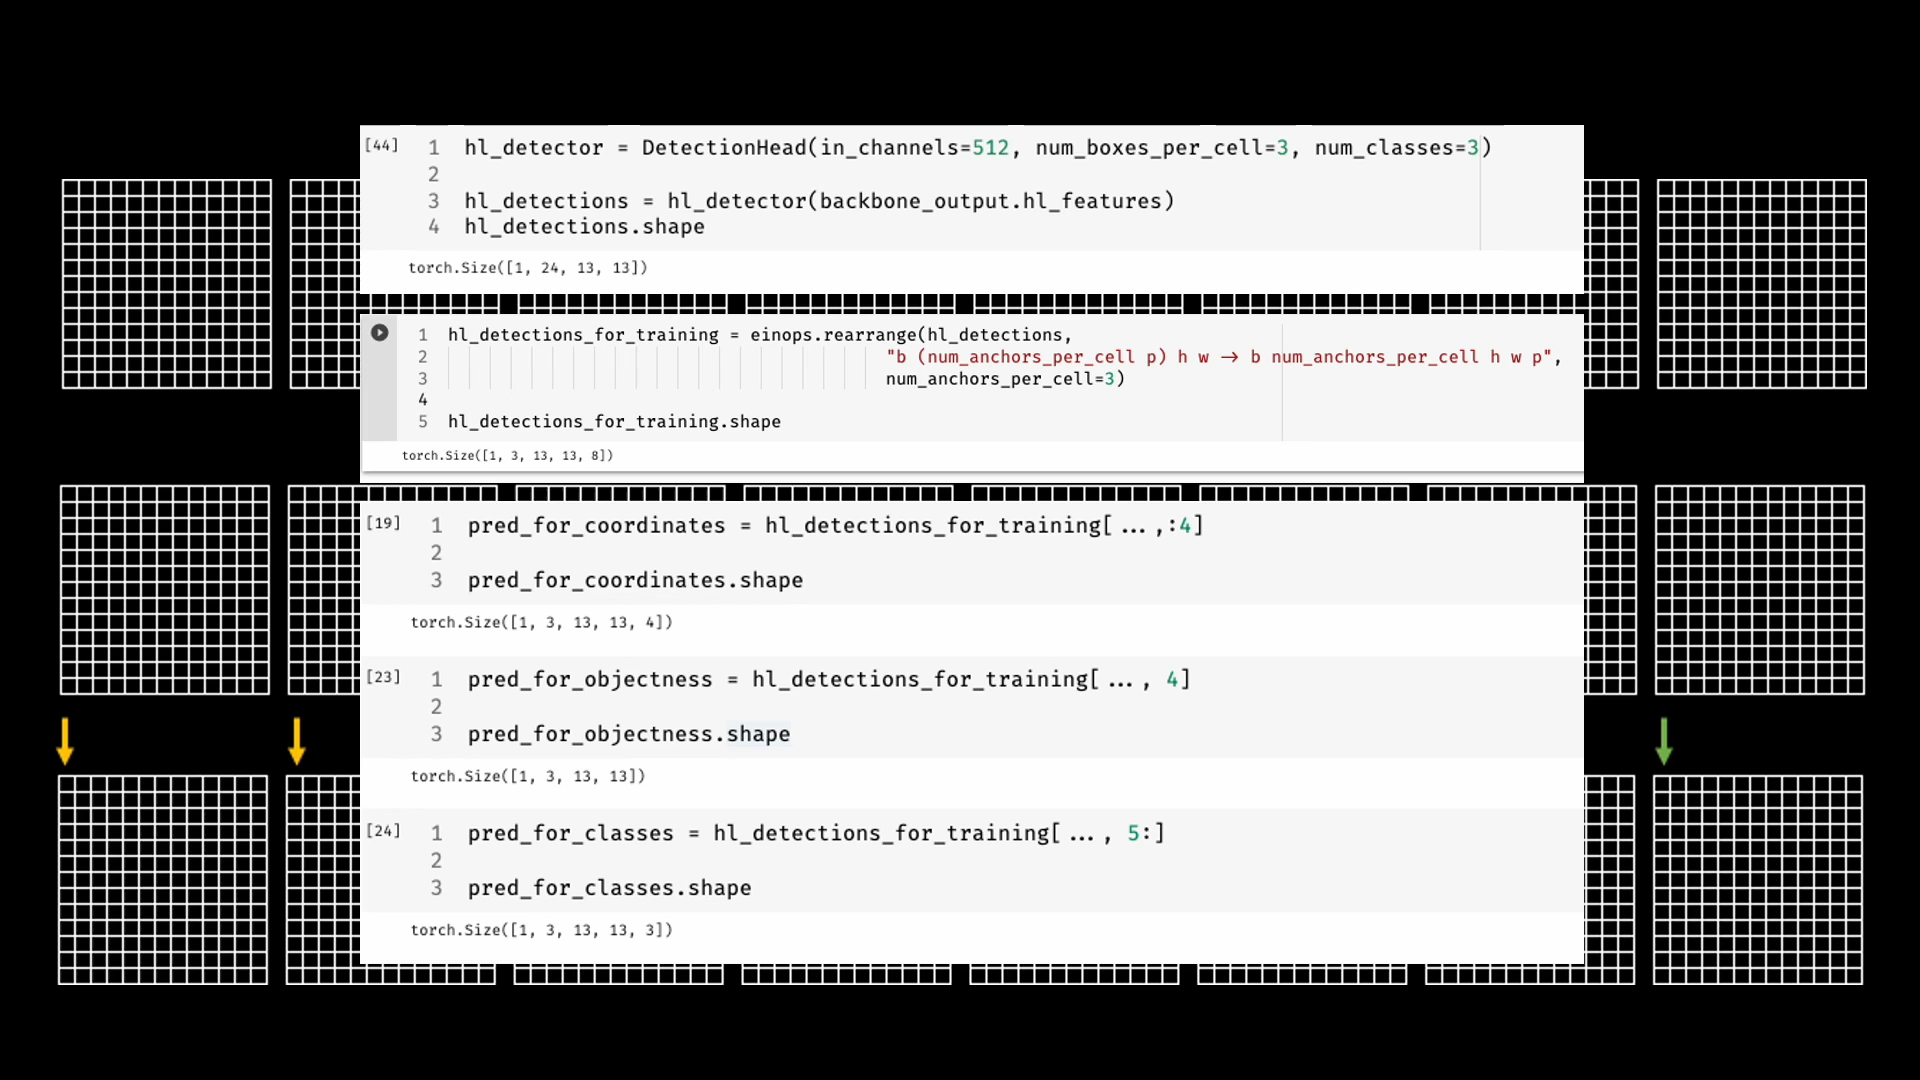 [44] 1 hl_detector = DetectionHead(in_channels=512, num_boxes_per_cell=3, num_classes=3)
2
3 hl_detections = hl_detector(backbone_output.hl_features)
4 hl_detections.shape
torch.Size([1, 24, 13, 13])
1 hl_detections_for_training = einops.rearrange(hl_detections,
2 "b (num_anchors_per_cell p) h w -> b num_anchors_per_cell h w p",
3 num_anchors_per_cell=3)
4
5 hl_detections_for_training.shape
torch.Size([1, 3, 13, 13, 8])
[19] 1 pred_for_coordinates = hl_detections_for_training[...,:4]
2
3 pred_for_coordinates.shape
torch.Size([1, 3, 13, 13, 4])
[23] 1 pred_for_objectness = hl_detections_for_training[..., 4]
2
3 pred_for_objectness.shape
torch.Size([1, 3, 13, 13])
[24] 1 pred_for_classes = hl_detections_for_training[..., 5:]
2
3 pred_for_classes.shape
torch.Size([1, 3, 13, 13, 3])